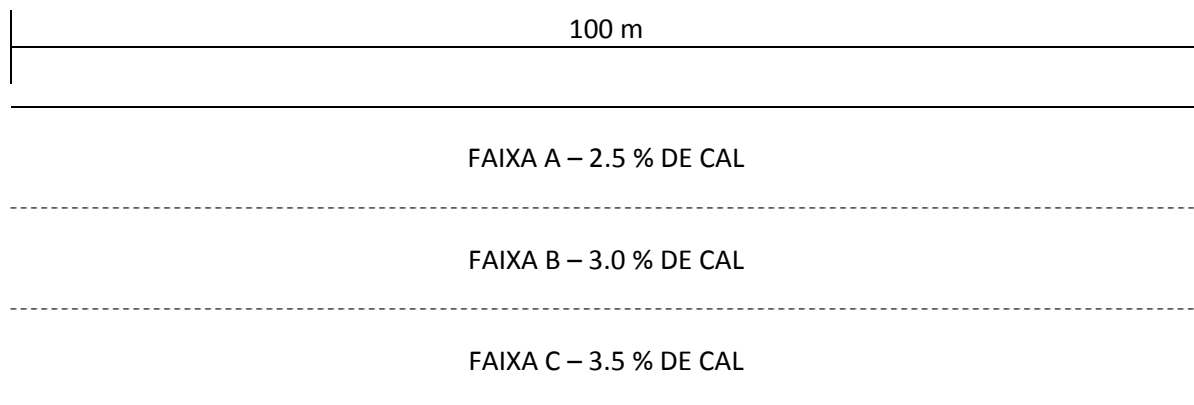 100 m
FAIXA A – 2.5 % DE CAL
FAIXA B – 3.0 % DE CAL
FAIXA C – 3.5 % DE CAL